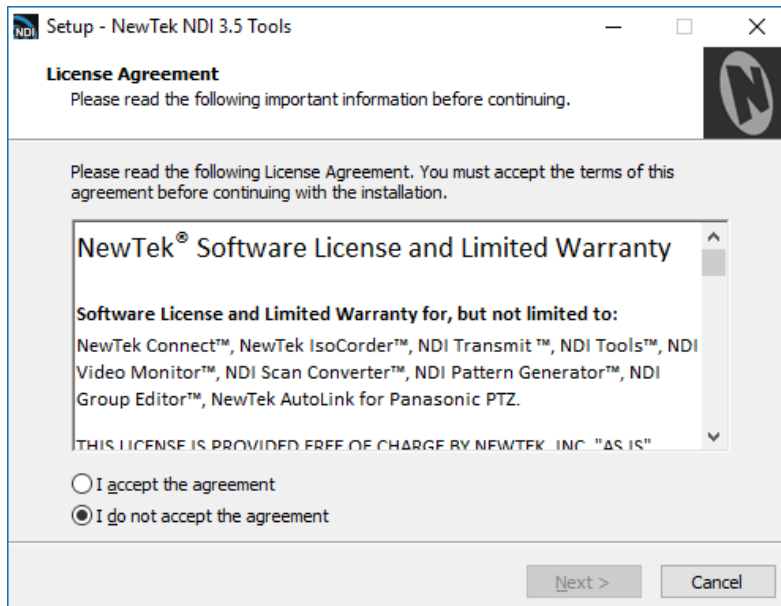 NDI Setup - NewTek NDI 3.5 Tools
License Agreement
Please read the following important information before continuing.
N
Please read the following License Agreement. You must accept the terms of this
agreement before continuing with the installation.
NewTek® Software License and Limited Warranty
Software License and Limited Warranty for, but not limited to:
NewTek Connect™, NewTek IsoCorder™, NDI Transmit ™, NDI Tools™, NDI
Video Monitor™, NDI Scan Converter™, NDI Pattern Generator™, NDI
Group Editor™, NewTek AutoLink for Panasonic PTZ.
THIS LICENSE IS PROVIDED FREE OF CHARGE BY NEWTEK, INC. "AS IS"
I accept the agreement
I do not accept the agreement
Next > Cancel